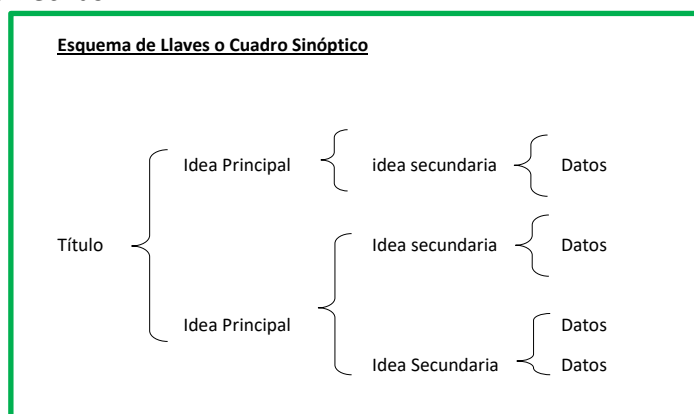 Esquema de Llaves o Cuadro Sinóptico
Idea Principal idea secundaria Datos
Título Idea secundaria Datos
Idea Principal Datos
Idea Secundaria Datos